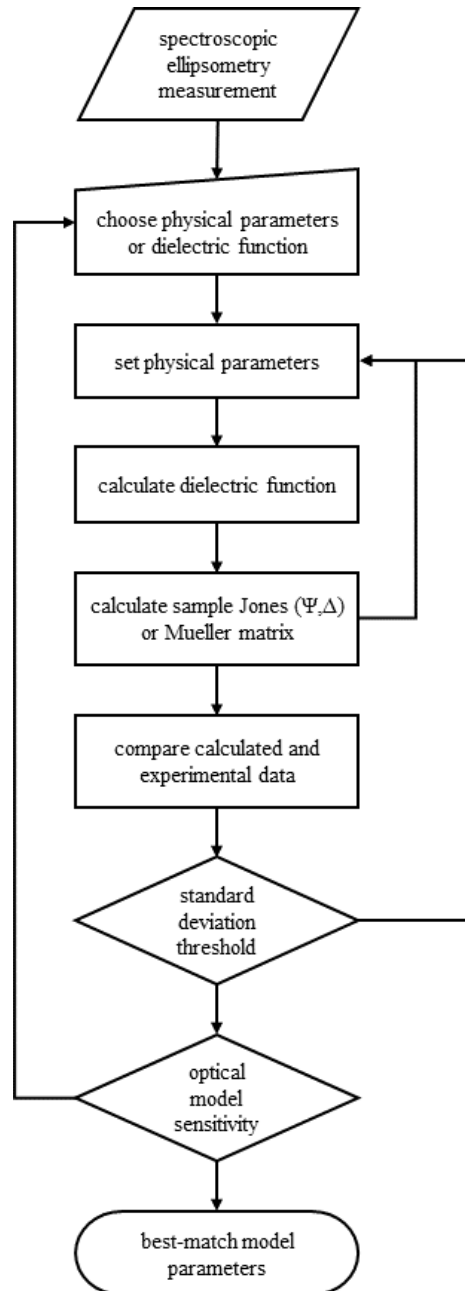 spectroscopic
ellipsometry
measurement
choose physical parameters
or dielectric function
set physical parameters
calculate dielectric function
calculate sample Jones (Ψ,Δ)
or Mueller matrix
compare calculated and
experimental data
standard
deviation
threshold
optical
model
sensitivity
best-match model
parameters